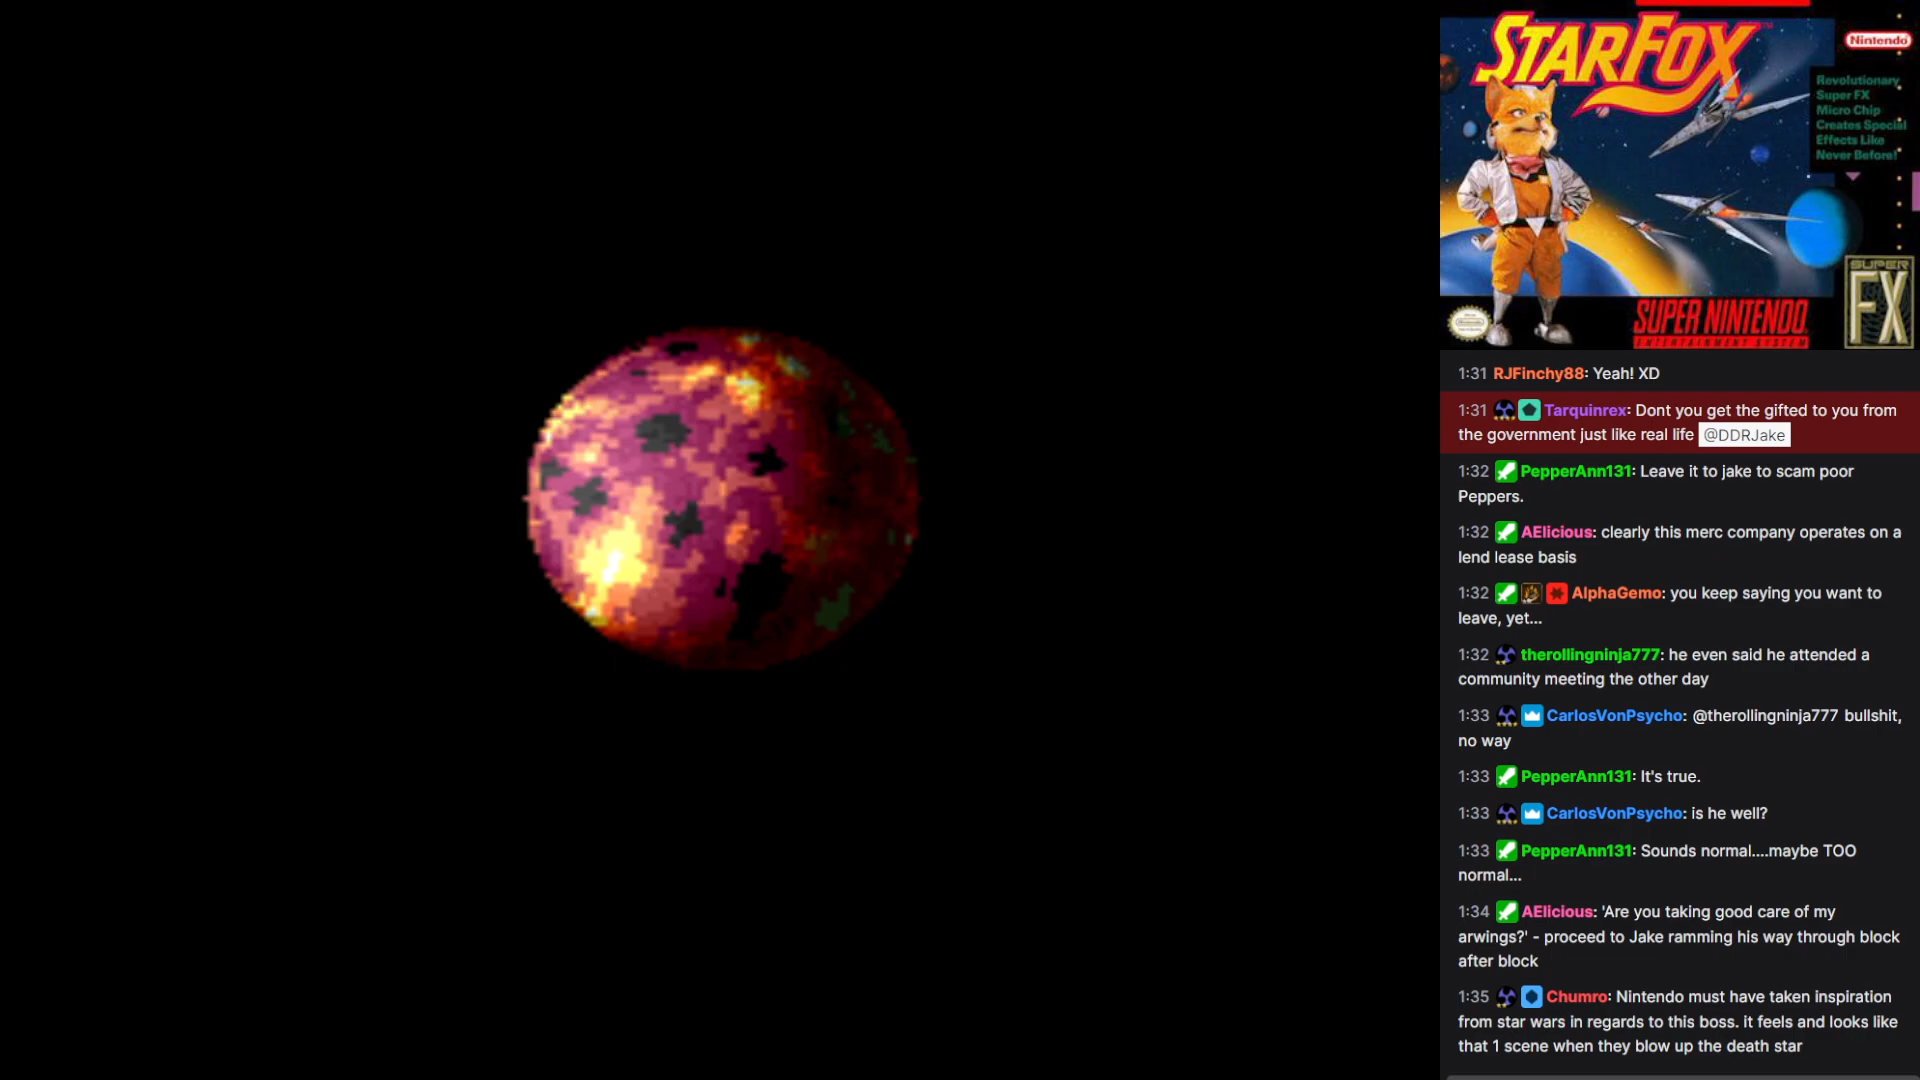 STARFOX
TM
Nintendo
Revolutionary
Super FX
Micro Chip
Creates Special
Effects Like
Never Before!
SUPER
FX
SUPER NINTENDO
ENTERTAINMENT SYSTEM
1:31 RJFinchy88: Yeah! XD
1:31 Tarquinrex: Dont you get the gifted to you from
the government just like real life @DDRJake
1:32 PepperAnn131: Leave it to jake to scam poor
Peppers.
1:32 AElicious: clearly this merc company operates on a
lend lease basis
1:32 AlphaGemo: you keep saying you want to
leave, yet...
1:32 therollingninja777: he even said he attended a
community meeting the other day
1:33 CarlosVonPsycho: @therollingninja777 bullshit,
no way
1:33 PepperAnn131: It's true.
1:33 CarlosVonPsycho: is he well?
1:33 PepperAnn131: Sounds normal....maybe TOO
normal...
1:34 AElicious: 'Are you taking good care of my
arwings?' - proceed to Jake ramming his way through block
after block
1:35 Chumro: Nintendo must have taken inspiration
from star wars in regards to this boss. it feels and looks like
that 1 scene when they blow up the death star